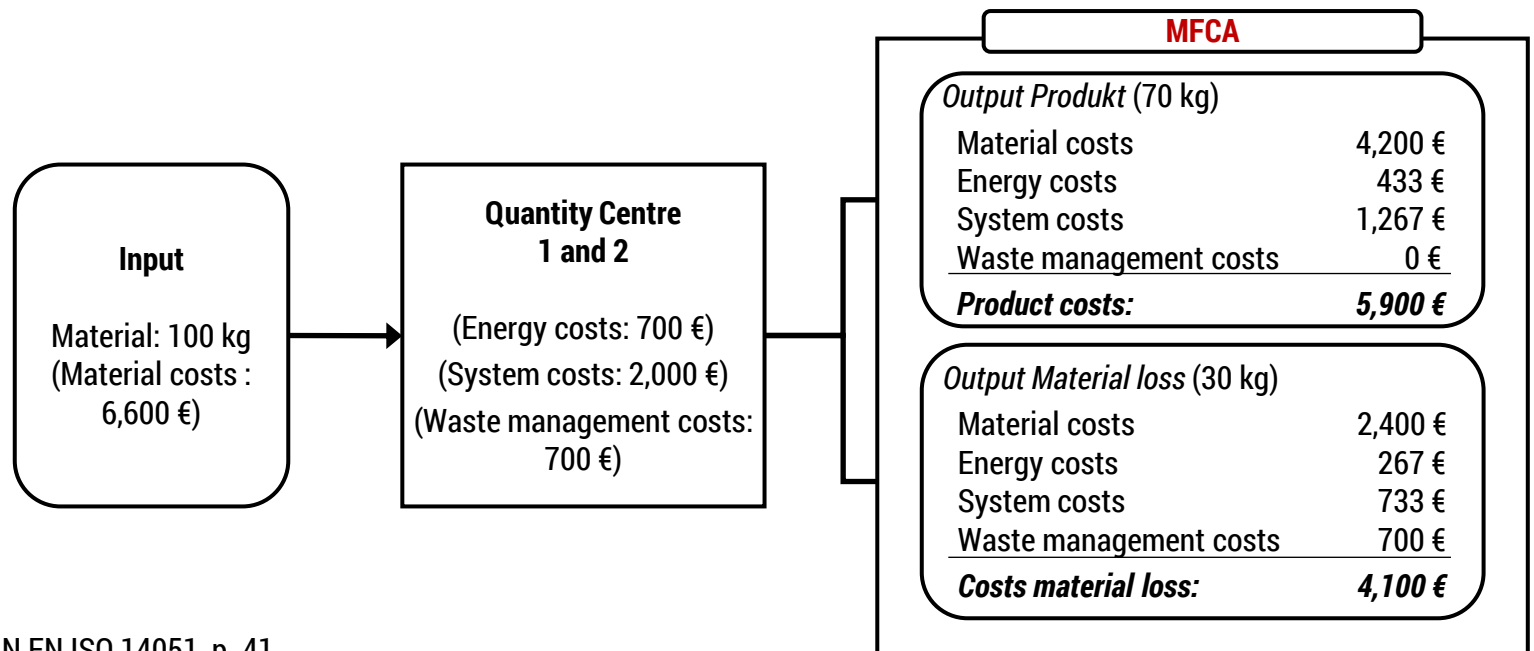 MFCA
Input
Material: 100 kg
(Material costs :
6,600 €)
Quantity Centre
1 and 2
(Energy costs: 700 €)
(System costs: 2,000 €)
(Waste management costs:
700 €)
Output Produkt (70 kg)
Material costs 4,200 €
Energy costs 433 €
System costs 1,267 €
Waste management costs 0 €
Product costs: 5,900 €
Output Material loss (30 kg)
Material costs 2,400 €
Energy costs 267 €
System costs 733 €
Waste management costs 700 €
Costs material loss: 4,100 €
N EN ISO 14051, p. 41